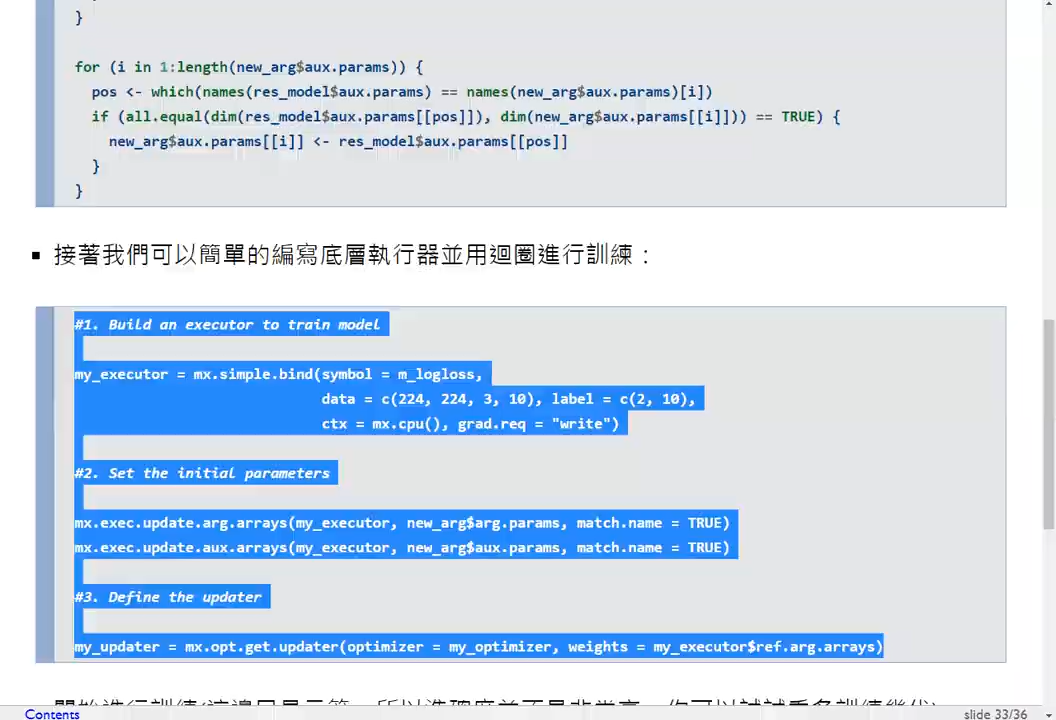 }
for (i in 1:length(new_arg$aux.params)) {
pos <- which(names(res_model$aux.params) == names(new_arg$aux.params)[i])
if (all.equal(dim(res_model$aux.params[[pos]]), dim(new_arg$aux.params[[i]])) == TRUE) {
new_arg$aux.params[[i]] <- res_model$aux.params[[pos]]
}
}
▪ 接著我們可以簡單的編寫底層執行器並用迴圈進行訓練：
#1. Build an executor to train model
my_executor = mx.simple.bind(symbol = m_logloss,
data = c(224, 224, 3, 10), label = c(2, 10),
ctx = mx.cpu(), grad.req = "write")
#2. Set the initial parameters
mx.exec.update.arg.arrays(my_executor, new_arg$arg.params, match.name = TRUE)
mx.exec.update.aux.arrays(my_executor, new_arg$aux.params, match.name = TRUE)
#3. Define the updater
my_updater = mx.opt.get.updater(optimizer = my_optimizer, weights = my_executor$ref.arg.arrays)
Contents
slide 33/36